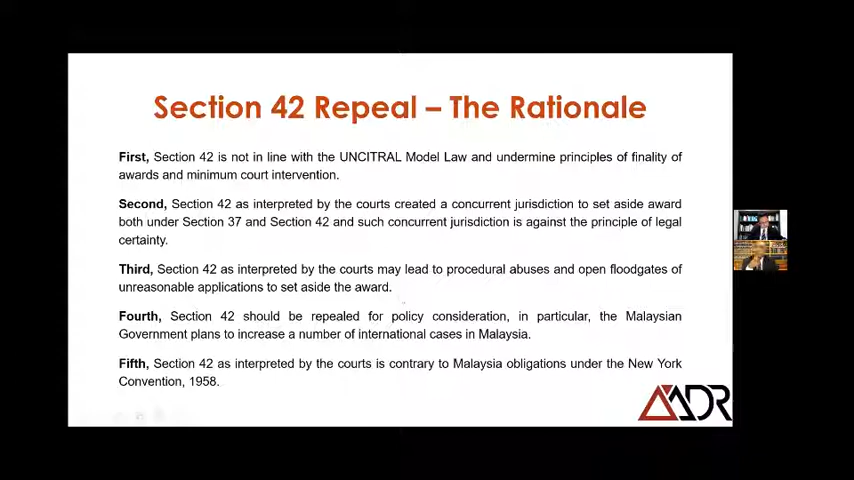 Section 42 Repeal – The Rationale
First, Section 42 is not in line with the UNCITRAL Model Law and undermine principles of finality of
awards and minimum court intervention.
Second, Section 42 as interpreted by the courts created a concurrent jurisdiction to set aside award
both under Section 37 and Section 42 and such concurrent jurisdiction is against the principle of legal
certainty.
Third, Section 42 as interpreted by the courts may lead to procedural abuses and open floodgates of
unreasonable applications to set aside the award.
Fourth, Section 42 should be repealed for policy consideration, in particular, the Malaysian
Government plans to increase a number of international cases in Malaysia.
Fifth, Section 42 as interpreted by the courts is contrary to Malaysia obligations under the New York
Convention, 1958.
AADR